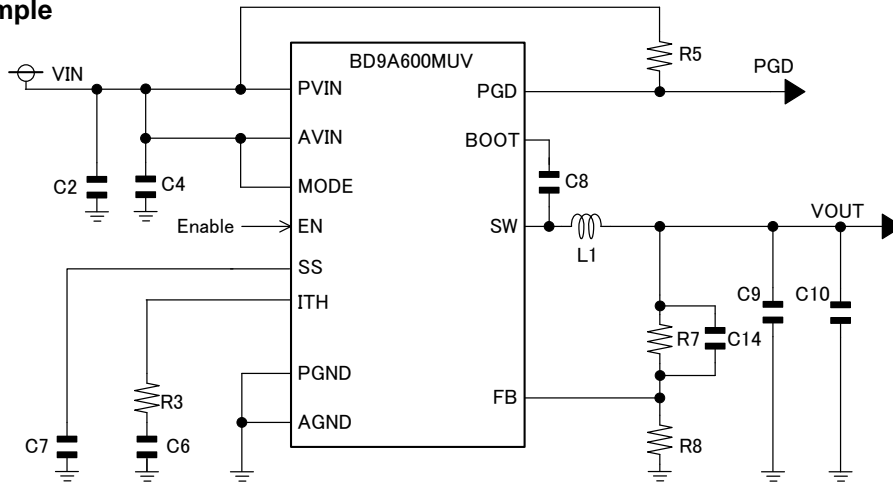 mple
VIN
BD9A600MUV
R5
PGD
PVIN
PGD
AVIN
BOOT
C2
C4
MODE
C8
Enable
EN
SW
VOUT
L1
SS
ITH
C9
C10
R7
C14
PGND
R3
FB
AGND
C7
C6
R8